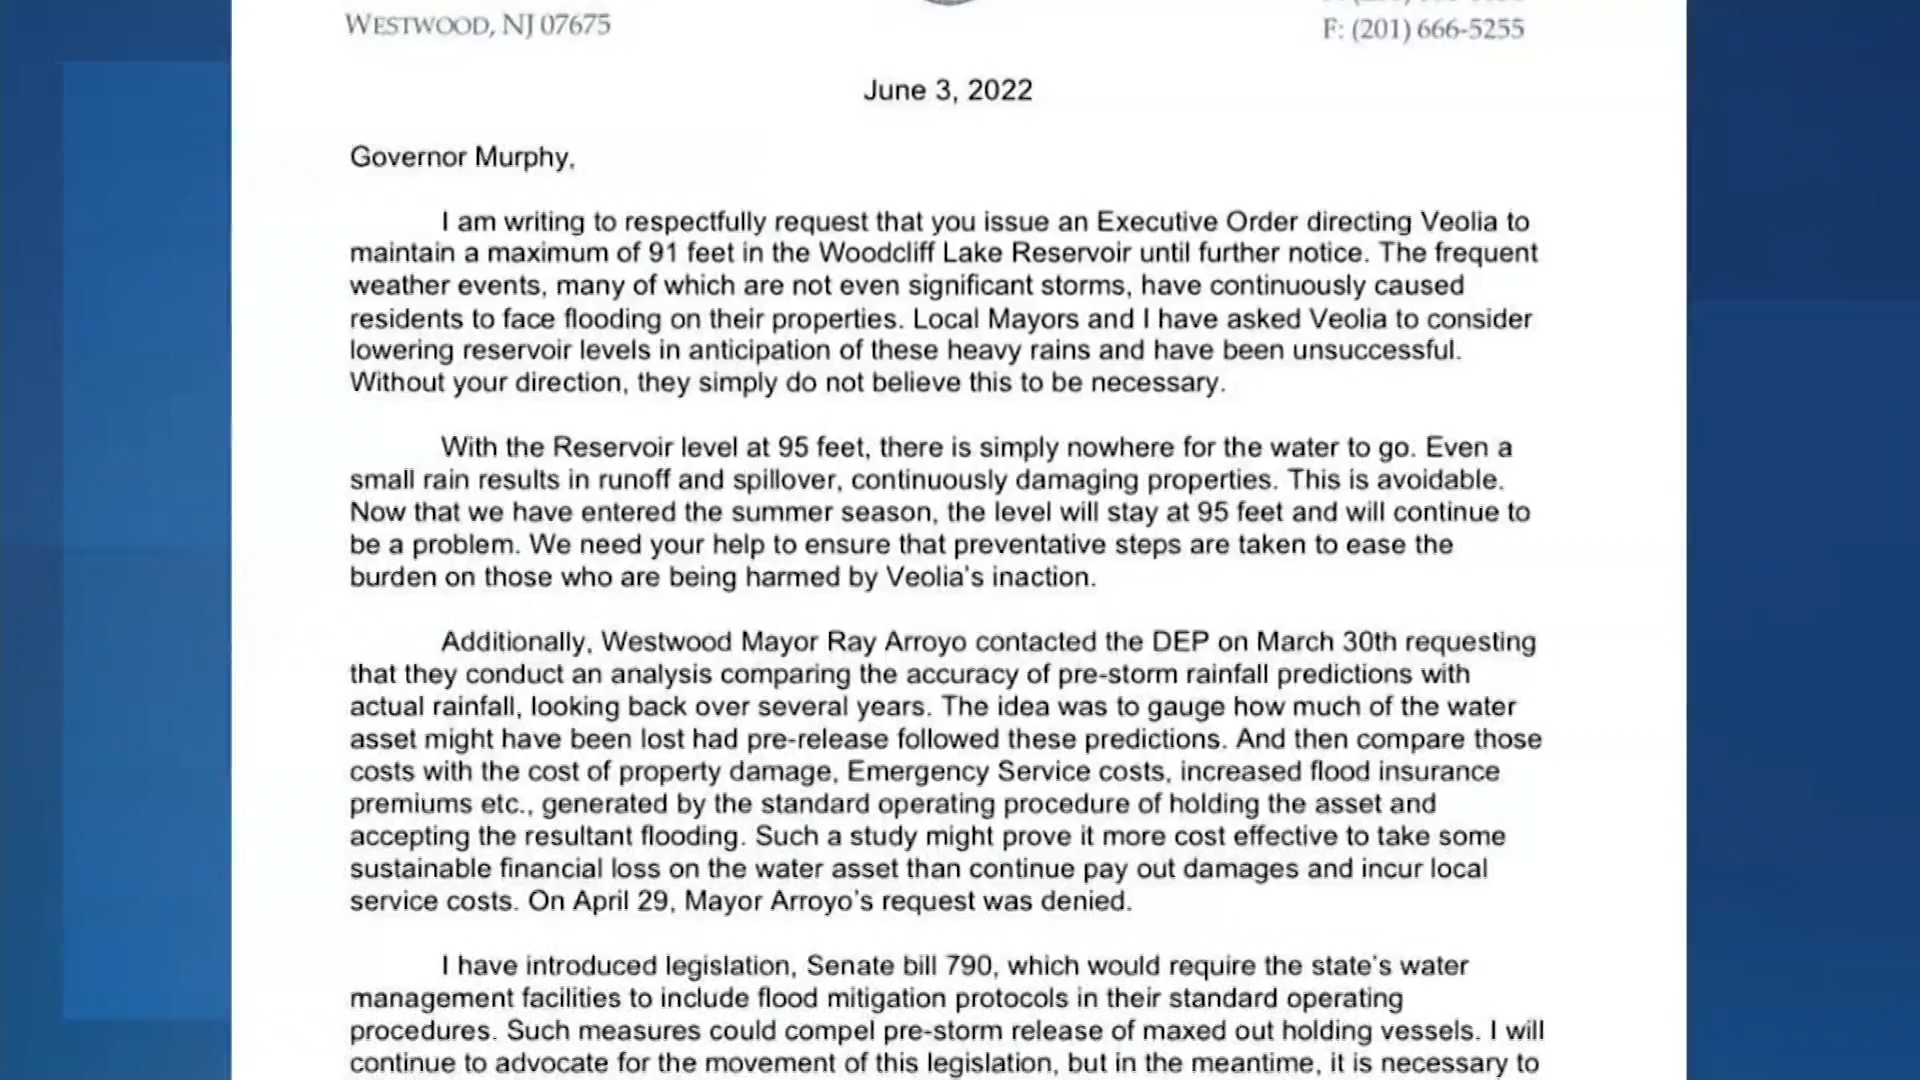 WESTWOOD, NJ 07675
F: (201) 666-5255
June 3, 2022
Governor Murphy,
I am writing to respectfully request that you issue an Executive Order directing Veolia to
maintain a maximum of 91 feet in the Woodcliff Lake Reservoir until further notice. The frequent
weather events, many of which are not even significant storms, have continuously caused
residents to face flooding on their properties. Local Mayors and I have asked Veolia to consider
lowering reservoir levels in anticipation of these heavy rains and have been unsuccessful.
Without your direction, they simply do not believe this to be necessary.
With the Reservoir level at 95 feet, there is simply nowhere for the water to go. Even a
small rain results in runoff and spillover, continuously damaging properties. This is avoidable.
Now that we have entered the summer season, the level will stay at 95 feet and will continue to
be a problem. We need your help to ensure that preventative steps are taken to ease the
burden on those who are being harmed by Veolia's inaction.
Additionally, Westwood Mayor Ray Arroyo contacted the DEP on March 30th requesting
that they conduct an analysis comparing the accuracy of pre-storm rainfall predictions with
actual rainfall, looking back over several years. The idea was to gauge how much of the water
asset might have been lost had pre-release followed these predictions. And then compare those
costs with the cost of property damage, Emergency Service costs, increased flood insurance
premiums etc., generated by the standard operating procedure of holding the asset and
accepting the resultant flooding. Such a study might prove it more cost effective to take some
sustainable financial loss on the water asset than continue pay out damages and incur local
service costs. On April 29, Mayor Arroyo's request was denied.
I have introduced legislation, Senate bill 790, which would require the state's water
management facilities to include flood mitigation protocols in their standard operating
procedures. Such measures could compel pre-storm release of maxed out holding vessels. I will
continue to advocate for the movement of this legislation, but in the meantime, it is necessary to